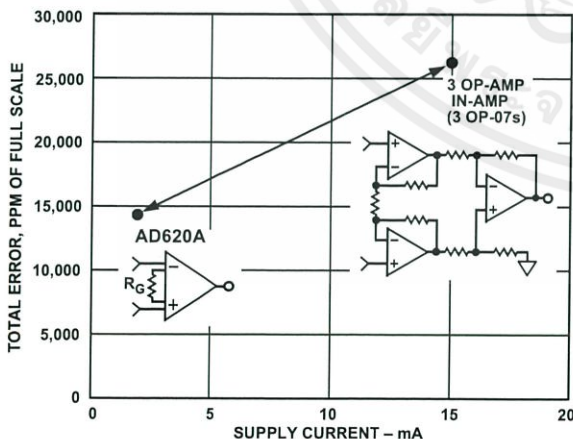 TOTAL ERROR, PPM OF FULL SCALE
30,000
25,000
20,000
15,000
10,000
5,000
0
3 OP-AMP
IN-AMP
(3 OP-07s)
AD620A
RG
0
5
10
15
20
SUPPLY CURRENT – mA